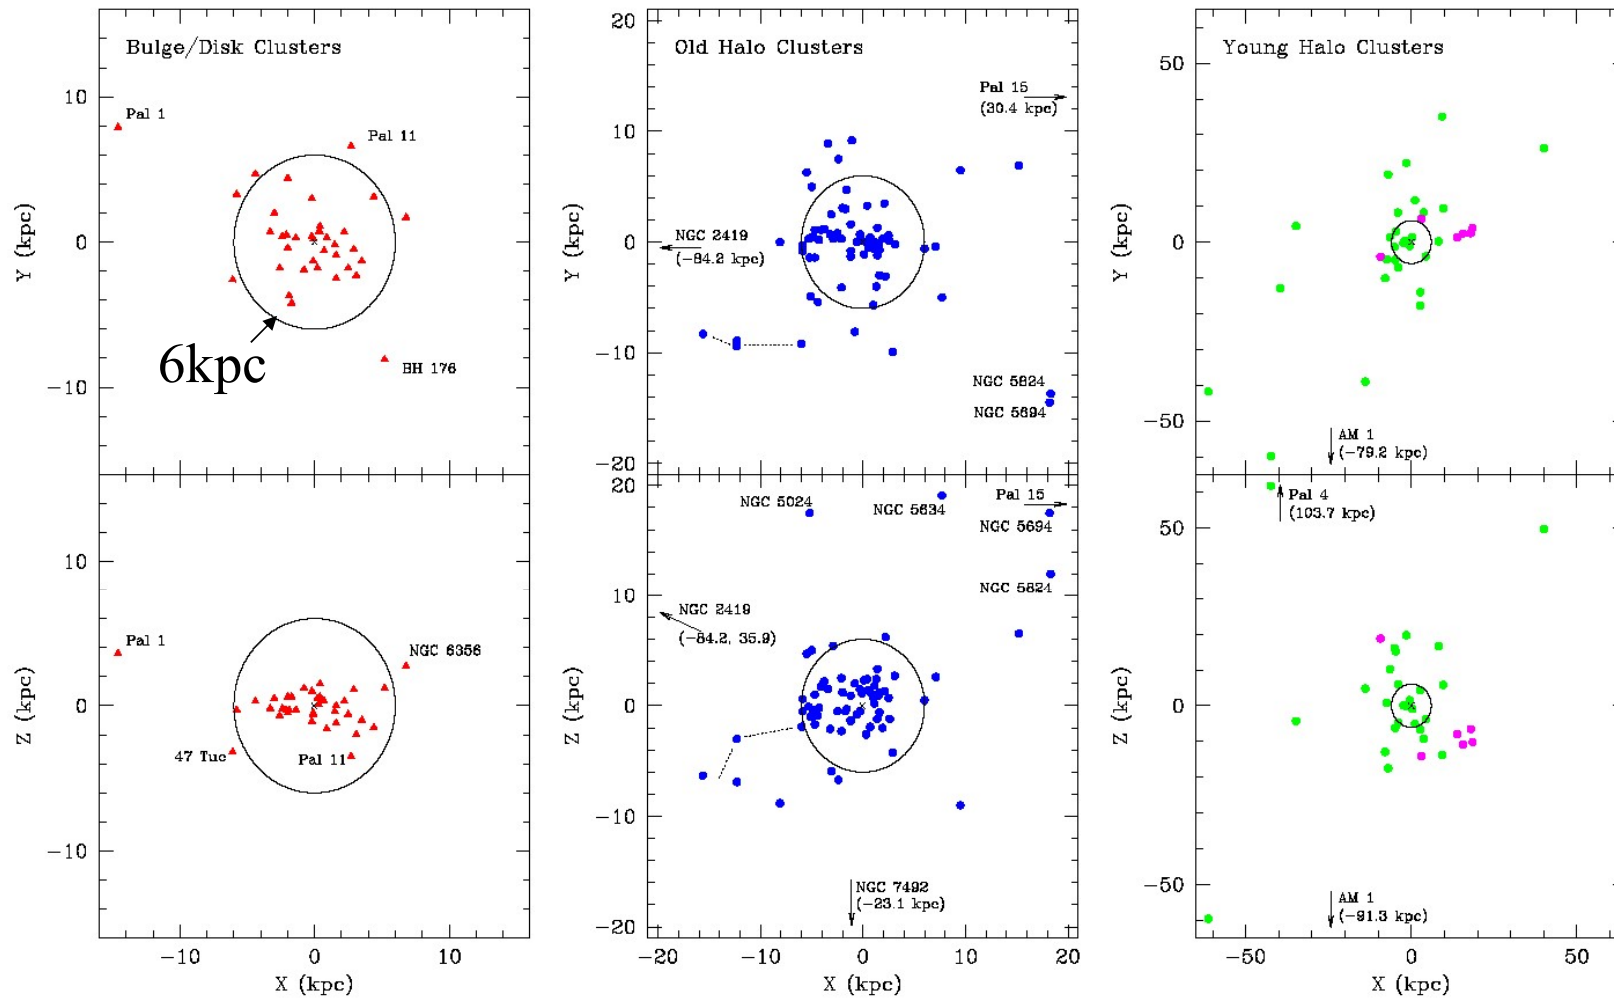 Bulge/Disk Clusters
Pal 1
Pal 11
6kpc
BH 176
10
0
−10
Y (kpc)
Pal 1
NGC 6356
47 Tuc
Pal 11
10
0
−10
Z (kpc)
−10
0
10
X (kpc)
Old Halo Clusters
Pal 15
(30.4 kpc)
NGC 2419
(−84.2 kpc)
NGC 5824
NGC 5694
20
10
0
−10
−20
Y (kpc)
NGC 5024
NGC 5634
Pal 15
NGC 5694
NGC 5824
NGC 2419
(−84.2, 35.9)
NGC 7492
(−23.1 kpc)
20
10
0
−10
−20
Z (kpc)
−20
−10
0
10
20
X (kpc)
Young Halo Clusters
AM 1
(−79.2 kpc)
50
0
−50
Y (kpc)
Pal 4
(103.7 kpc)
AM 1
(−91.3 kpc)
50
0
−50
Z (kpc)
−50
0
50
X (kpc)